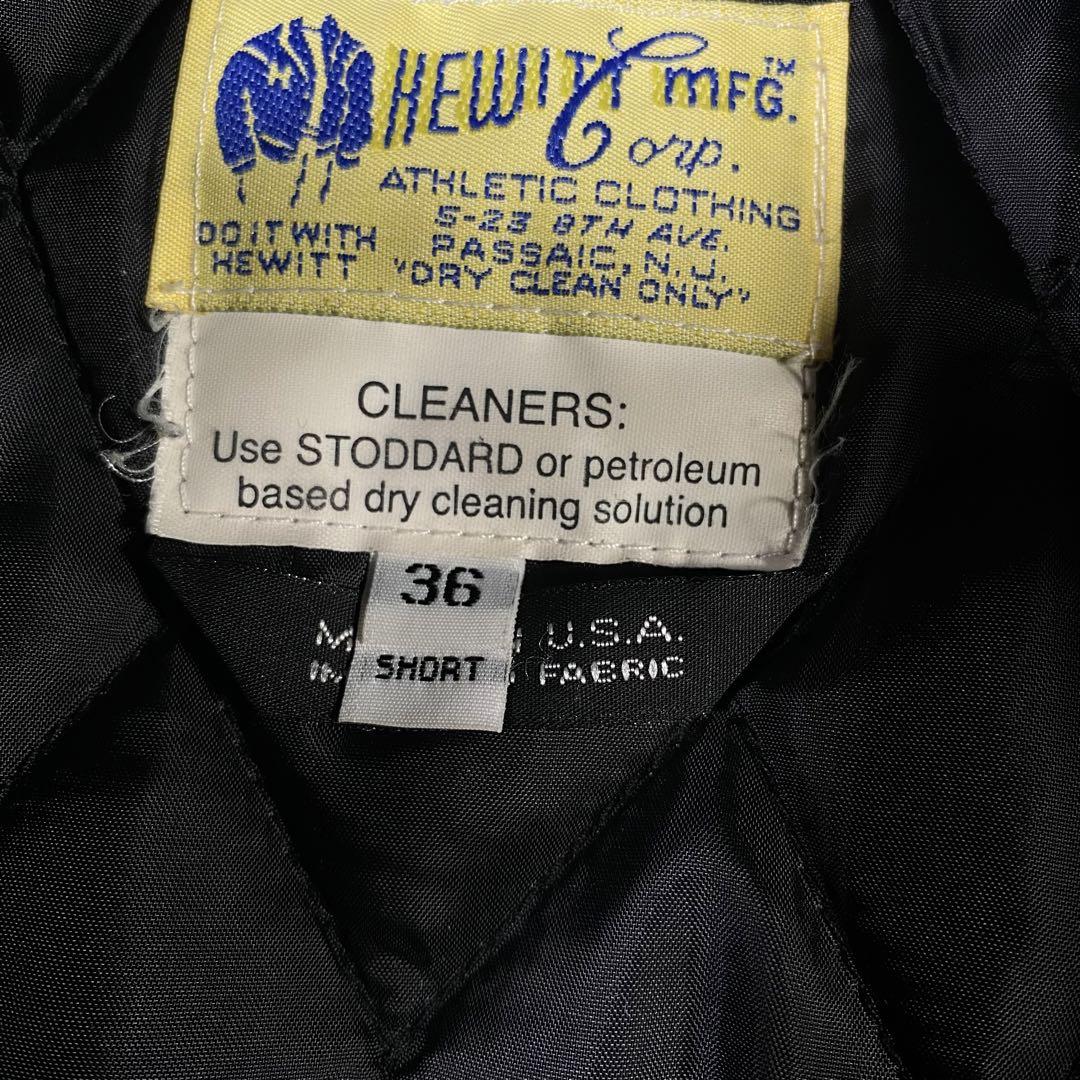 HEWITT MFG.™
Corp.
ATHLETIC CLOTHING
5-23 8TH AVE.
PASSAIC, N.J.
"DRY CLEAN ONLY"
DO IT WITH
HEWITT
CLEANERS:
Use STODDARD or petroleum
based dry cleaning solution
36
SHORT
U.S.A.
FABRIC